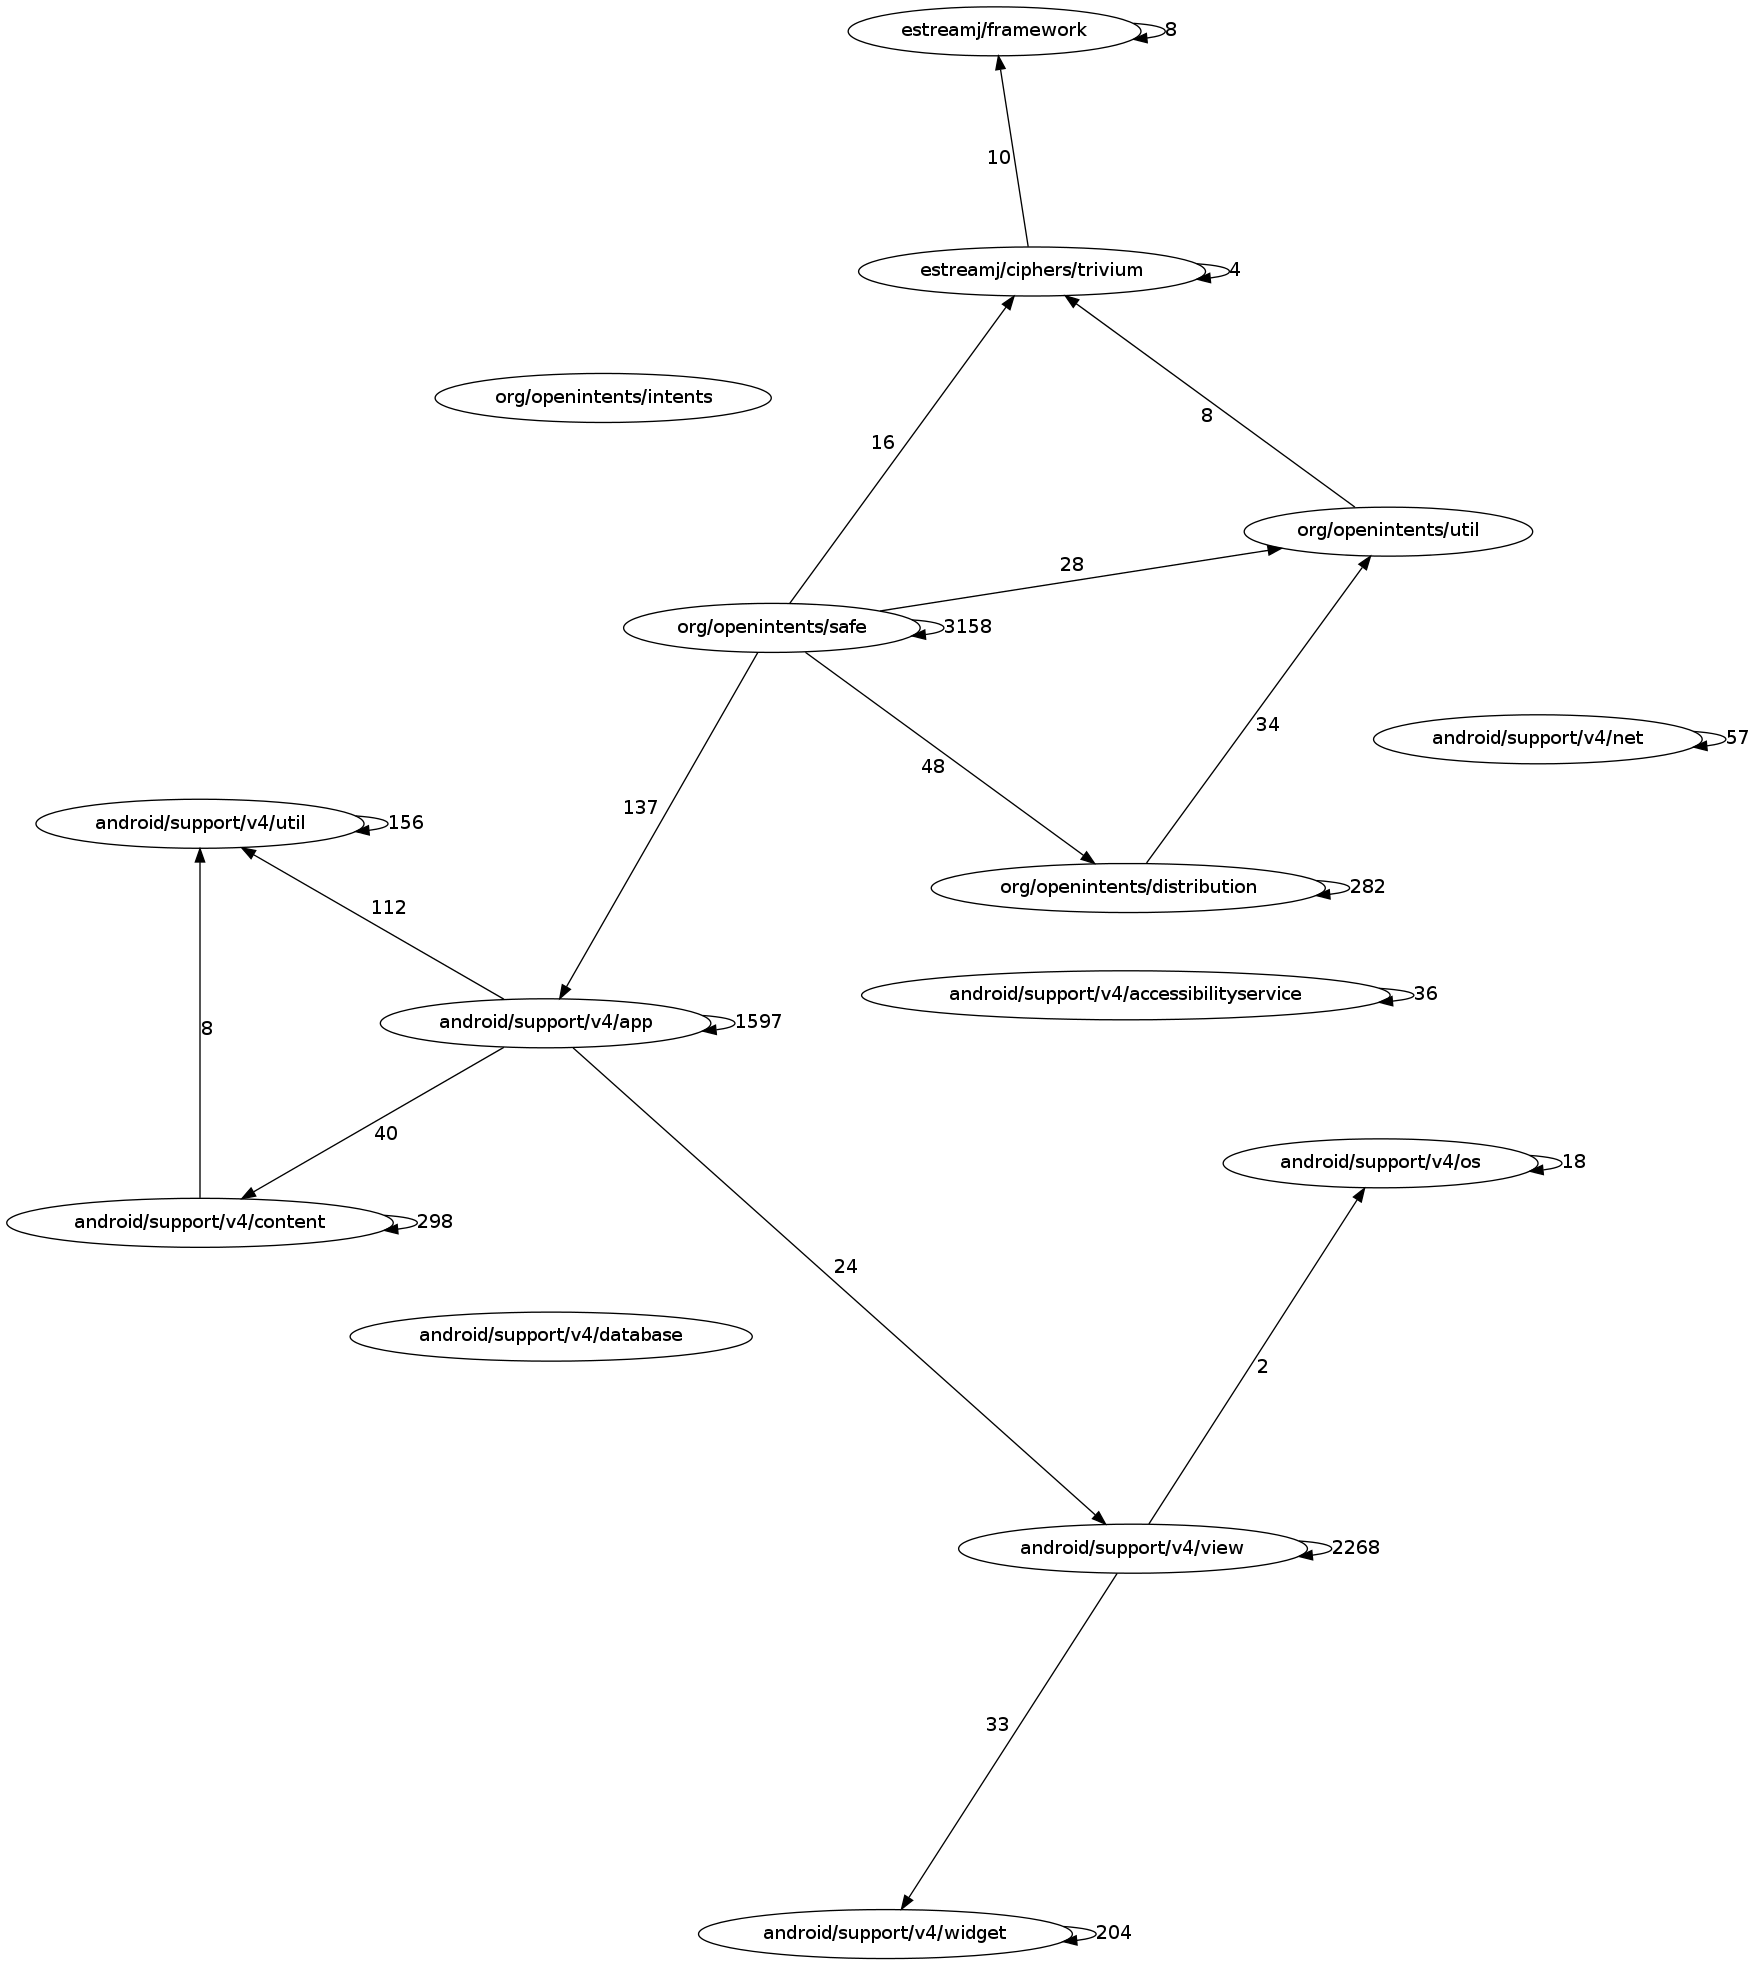 estreamj/framework
8
10
estreamj/ciphers/trivium
4
org/openintents/intents
16
8
org/openintents/util
28
org/openintents/safe
3158
34
android/support/v4/net
57
48
137
android/support/v4/util
156
org/openintents/distribution
282
112
android/support/v4/accessibilityservice
36
android/support/v4/app
1597
8
40
android/support/v4/os
18
android/support/v4/content
298
24
android/support/v4/database
2
android/support/v4/view
2268
33
android/support/v4/widget
204